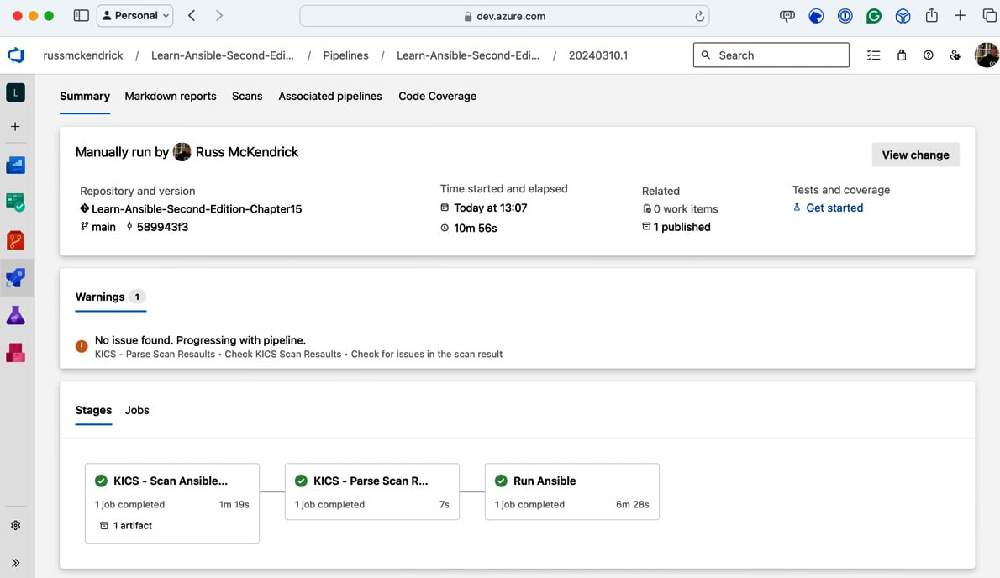 Personal
dev.azure.com
russmckendrick / Learn-Ansible-Second-Edi... / Pipelines / Learn-Ansible-Second-Edi... / 20240310.1
Search
L
Summary Markdown reports Scans Associated pipelines Code Coverage
Manually run by Russ McKendrick
View change
Repository and version
Learn-Ansible-Second-Edition-Chapter15
main 589943f3
Time started and elapsed
Today at 13:07
10m 56s
Related
0 work items
1 published
Tests and coverage
Get started
Warnings 1
No issue found. Progressing with pipeline.
KICS - Parse Scan Resaults • Check KICS Scan Resaults • Check for issues in the scan result
Stages Jobs
KICS - Scan Ansible...
1 job completed 1m 19s
1 artifact
KICS - Parse Scan R...
1 job completed 7s
Run Ansible
1 job completed 6m 28s